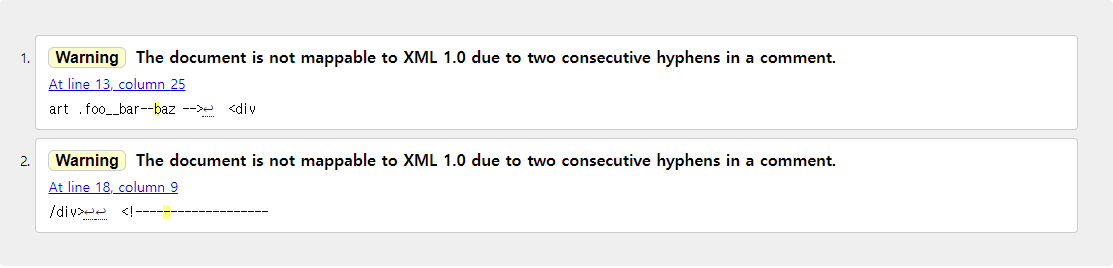 1. Warning The document is not mappable to XML 1.0 due to two consecutive hyphens in a comment.
At line 13, column 25
art .foo__bar--baz -->↩ <div
2. Warning The document is not mappable to XML 1.0 due to two consecutive hyphens in a comment.
At line 18, column 9
/div>↩↩ <!-------------------